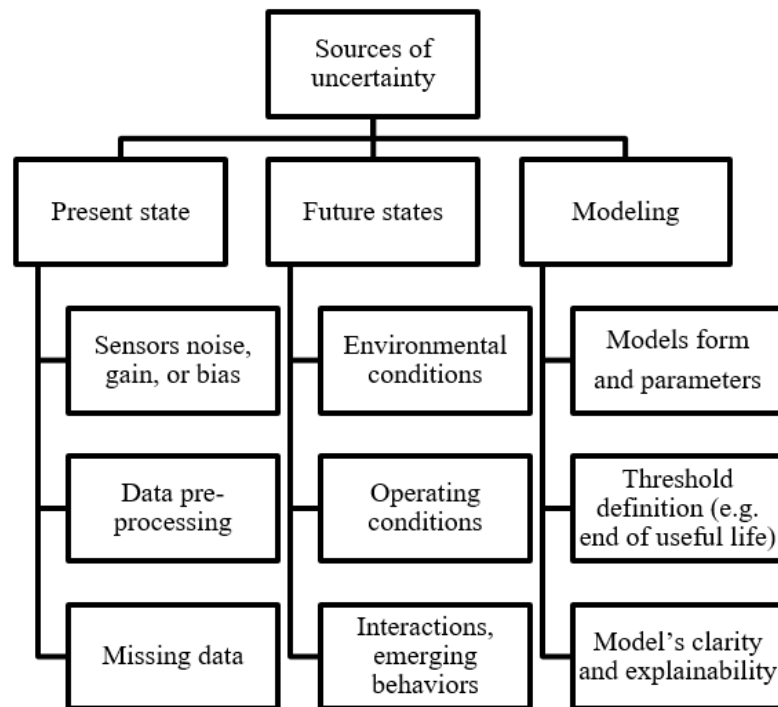 Sources of
uncertainty
Present state
Future states
Modeling
Sensors noise,
gain, or bias
Environmental
conditions
Models form
and parameters
Data pre-
processing
Operating
conditions
Threshold
definition (e.g.
end of useful life)
Missing data
Interactions,
emerging
behaviors
Model’s clarity
and explainability